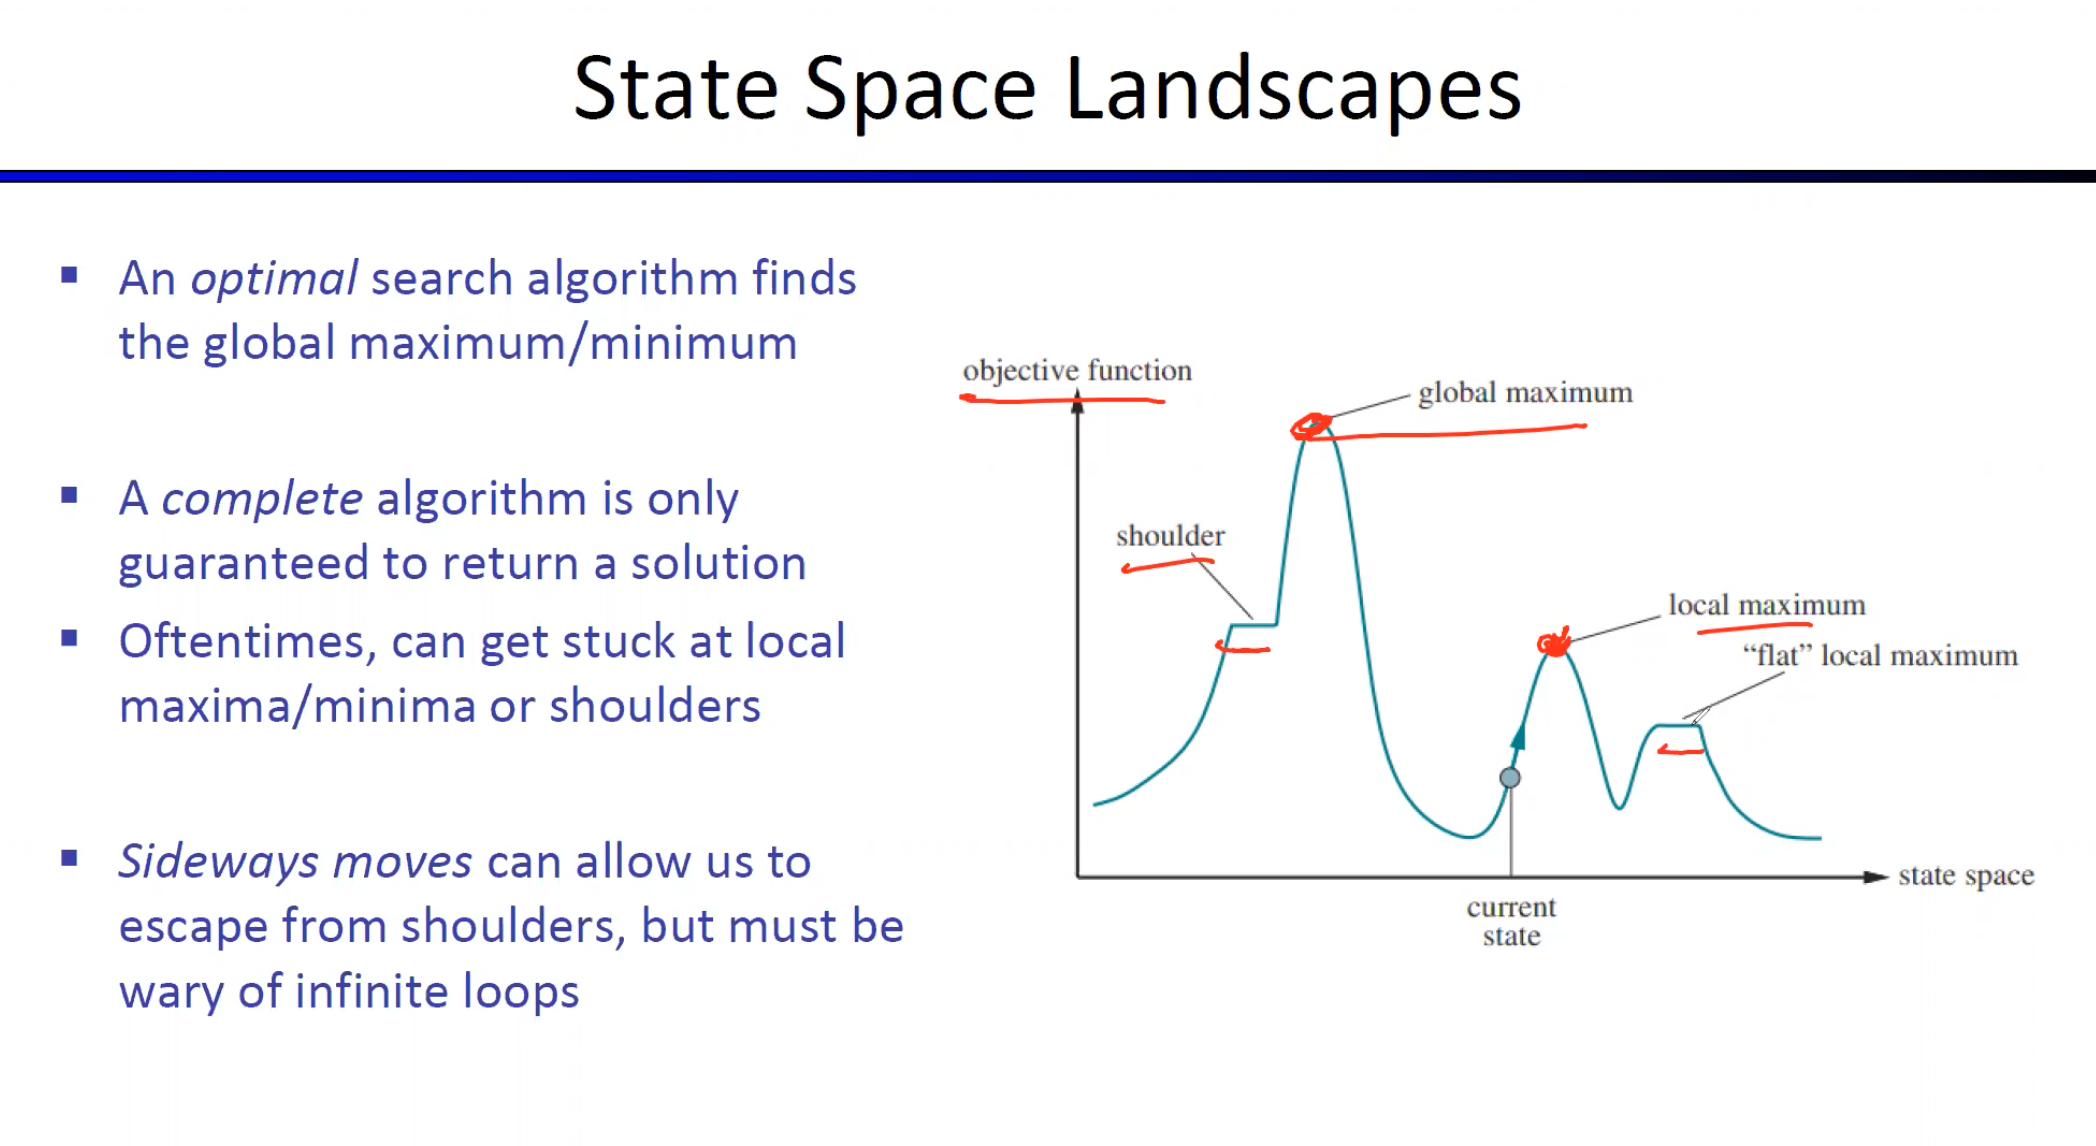 State Space Landscapes
▪ An optimal search algorithm finds
the global maximum/minimum
▪ A complete algorithm is only
guaranteed to return a solution
▪ Oftentimes, can get stuck at local
maxima/minima or shoulders
▪ Sideways moves can allow us to
escape from shoulders, but must be
wary of infinite loops
objective function
global maximum
shoulder
local maximum
“flat” local maximum
state space
current
state